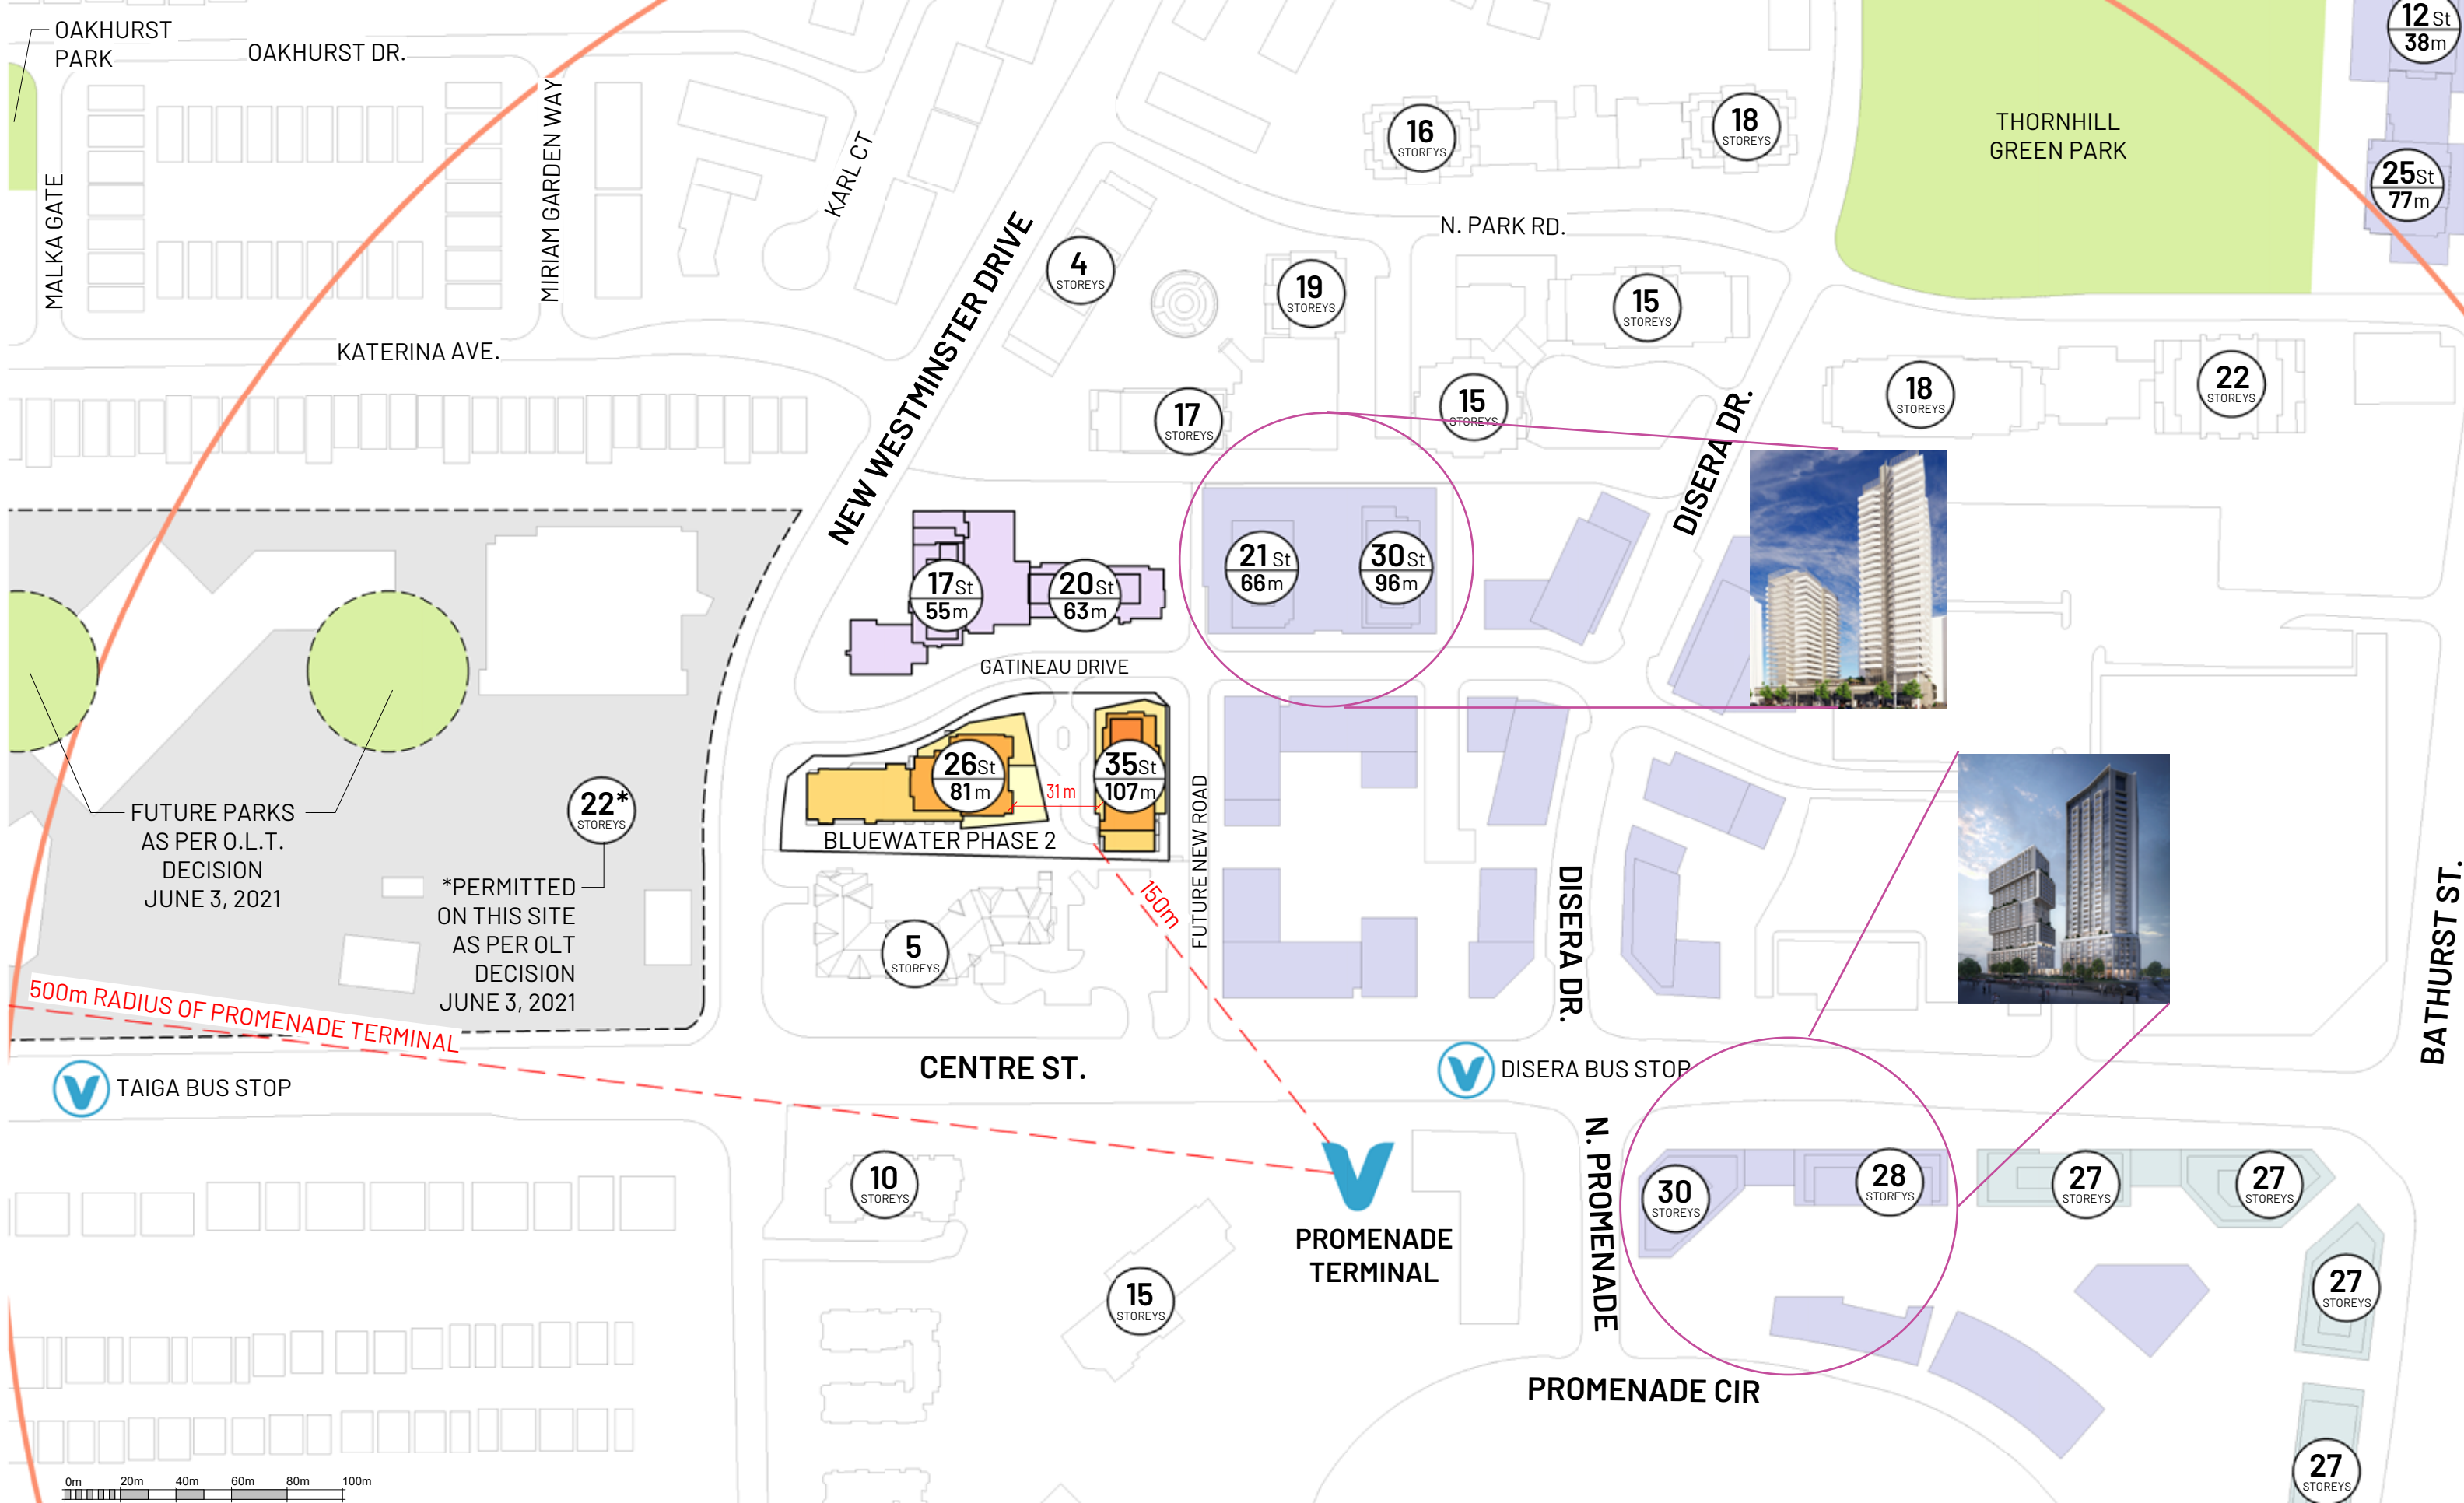 OAKHURST
PARK
OAKHURST DR.
MALKA GATE
MIRIAM GARDEN WAY
KARL CT
KATERINA AVE.
NEW WESTMINSTER DRIVE
4
STOREYS
16
STOREYS
18
STOREYS
N. PARK RD.
THORNHILL
GREEN PARK
12 St
38m
25St
77m
19
STOREYS
15
STOREYS
17
STOREYS
15
STOREYS
18
STOREYS
22
STOREYS
DISERA DR.
17St
55m
20St
63m
21 St
66m
30St
96m
GATINEAU DRIVE
26St
81m
31 m
35St
107m
BLUEWATER PHASE 2
FUTURE NEW ROAD
150m
FUTURE PARKS
AS PER O.L.T.
DECISION
JUNE 3, 2021
22*
STOREYS
*PERMITTED
ON THIS SITE
AS PER OLT
DECISION
JUNE 3, 2021
5
STOREYS
DISERA DR.
BATHURST ST.
500m RADIUS OF PROMENADE TERMINAL
CENTRE ST.
TAIGA BUS STOP
DISERA BUS STOP
10
STOREYS
15
STOREYS
PROMENADE
TERMINAL
N. PROMENADE
30
STOREYS
28
STOREYS
27
STOREYS
27
STOREYS
27
STOREYS
27
STOREYS
PROMENADE CIR
0m 20m 40m 60m 80m 100m